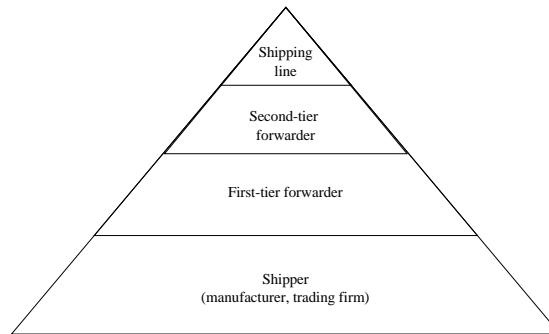 Shipping
line
Second-tier
forwarder
First-tier forwarder
Shipper
(manufacturer, trading firm)